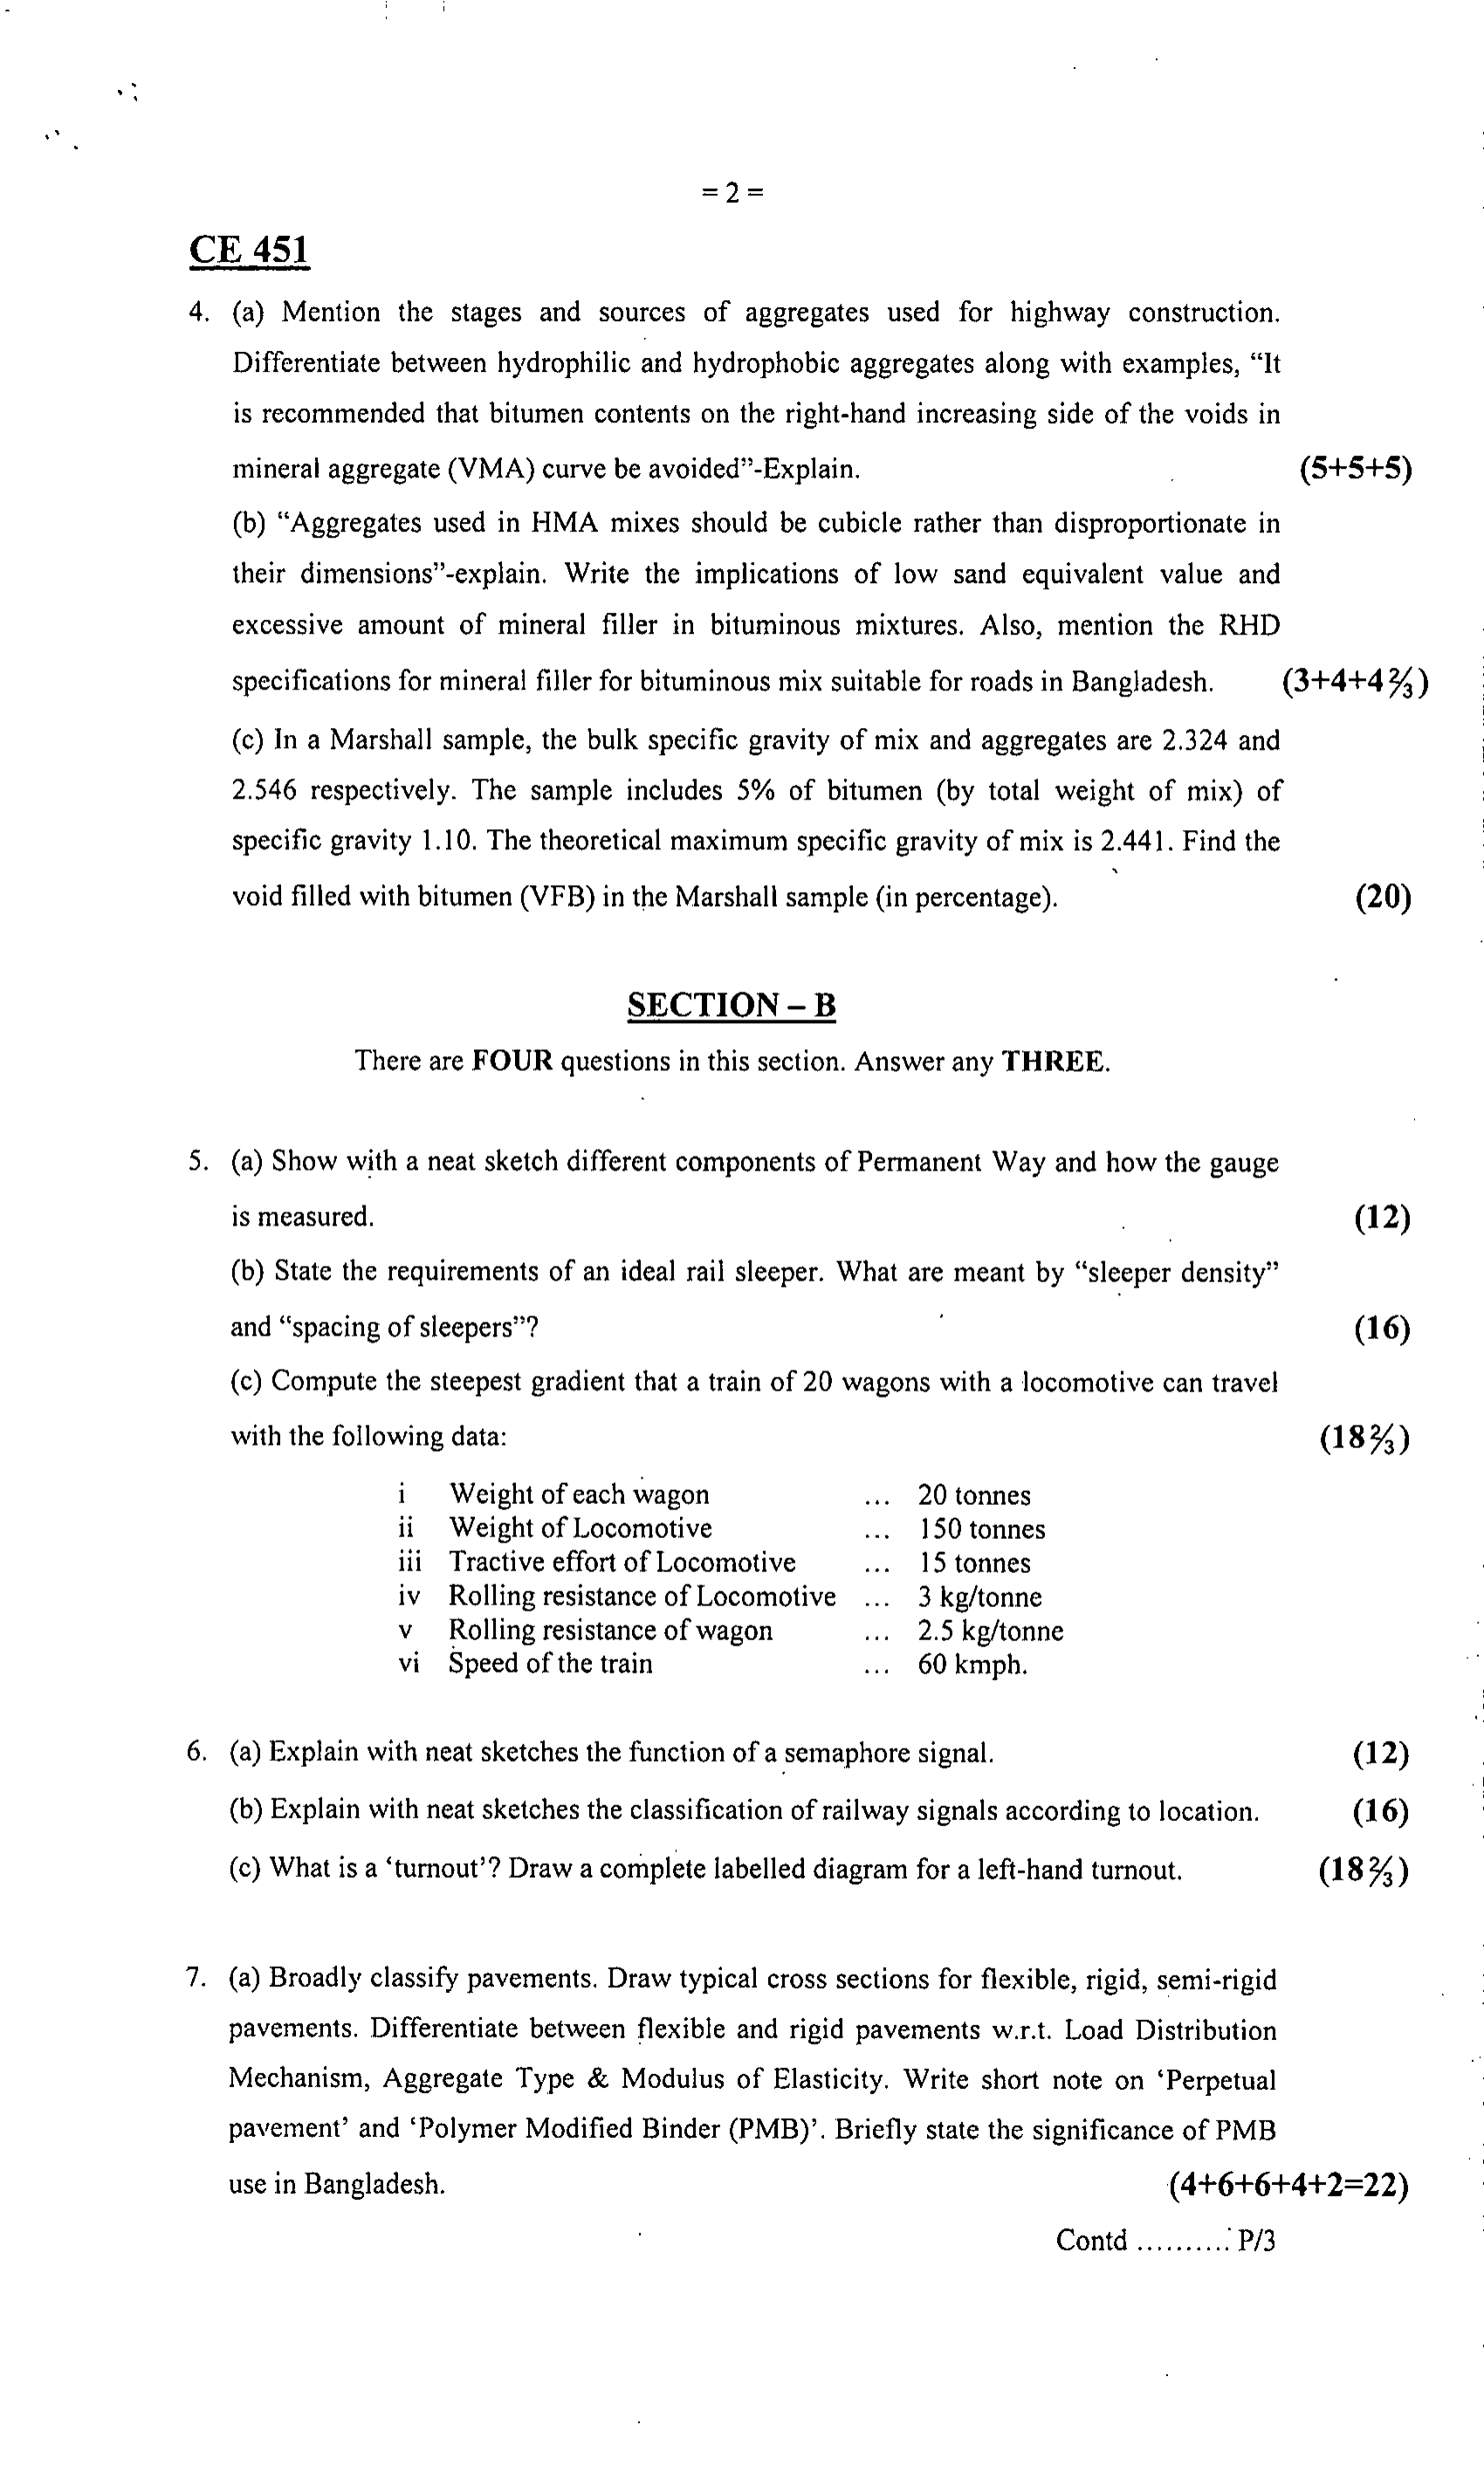 = 2 =
CE 451
4. (a) Mention the stages and sources of aggregates used for highway construction.
Differentiate between hydrophilic and hydrophobic aggregates along with examples, “It
is recommended that bitumen contents on the right-hand increasing side of the voids in
mineral aggregate (VMA) curve be avoided”-Explain. (5+5+5)
(b) “Aggregates used in HMA mixes should be cubicle rather than disproportionate in
their dimensions”-explain. Write the implications of low sand equivalent value and
excessive amount of mineral filler in bituminous mixtures. Also, mention the RHD
specifications for mineral filler for bituminous mix suitable for roads in Bangladesh. (3+4+4⅔)
(c) In a Marshall sample, the bulk specific gravity of mix and aggregates are 2.324 and
2.546 respectively. The sample includes 5% of bitumen (by total weight of mix) of
specific gravity 1.10. The theoretical maximum specific gravity of mix is 2.441. Find the
void filled with bitumen (VFB) in the Marshall sample (in percentage). (20)
SECTION – B
There are FOUR questions in this section. Answer any THREE.
5. (a) Show with a neat sketch different components of Permanent Way and how the gauge
is measured. (12)
(b) State the requirements of an ideal rail sleeper. What are meant by “sleeper density”
and “spacing of sleepers”? (16)
(c) Compute the steepest gradient that a train of 20 wagons with a locomotive can travel
with the following data: (18⅔)
i Weight of each wagon ... 20 tonnes
ii Weight of Locomotive ... 150 tonnes
iii Tractive effort of Locomotive ... 15 tonnes
iv Rolling resistance of Locomotive ... 3 kg/tonne
v Rolling resistance of wagon ... 2.5 kg/tonne
vi Speed of the train ... 60 kmph.
6. (a) Explain with neat sketches the function of a semaphore signal. (12)
(b) Explain with neat sketches the classification of railway signals according to location. (16)
(c) What is a ‘turnout’? Draw a complete labelled diagram for a left-hand turnout. (18⅔)
7. (a) Broadly classify pavements. Draw typical cross sections for flexible, rigid, semi-rigid
pavements. Differentiate between flexible and rigid pavements w.r.t. Load Distribution
Mechanism, Aggregate Type & Modulus of Elasticity. Write short note on ‘Perpetual
pavement’ and ‘Polymer Modified Binder (PMB)’. Briefly state the significance of PMB
use in Bangladesh. (4+6+6+4+2=22)
Contd .......... P/3